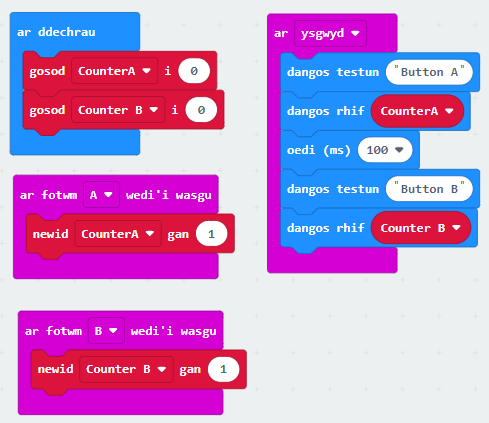 ar ddechrau
gosod CounterA i 0
gosod Counter B i 0
ar fotwm A wedi'i wasgu
newid CounterA gan 1
ar fotwm B wedi'i wasgu
newid Counter B gan 1
ar ysgwyd
dangos testun "Button A"
dangos rhif CounterA
oedi (ms) 100
dangos testun "Button B"
dangos rhif Counter B